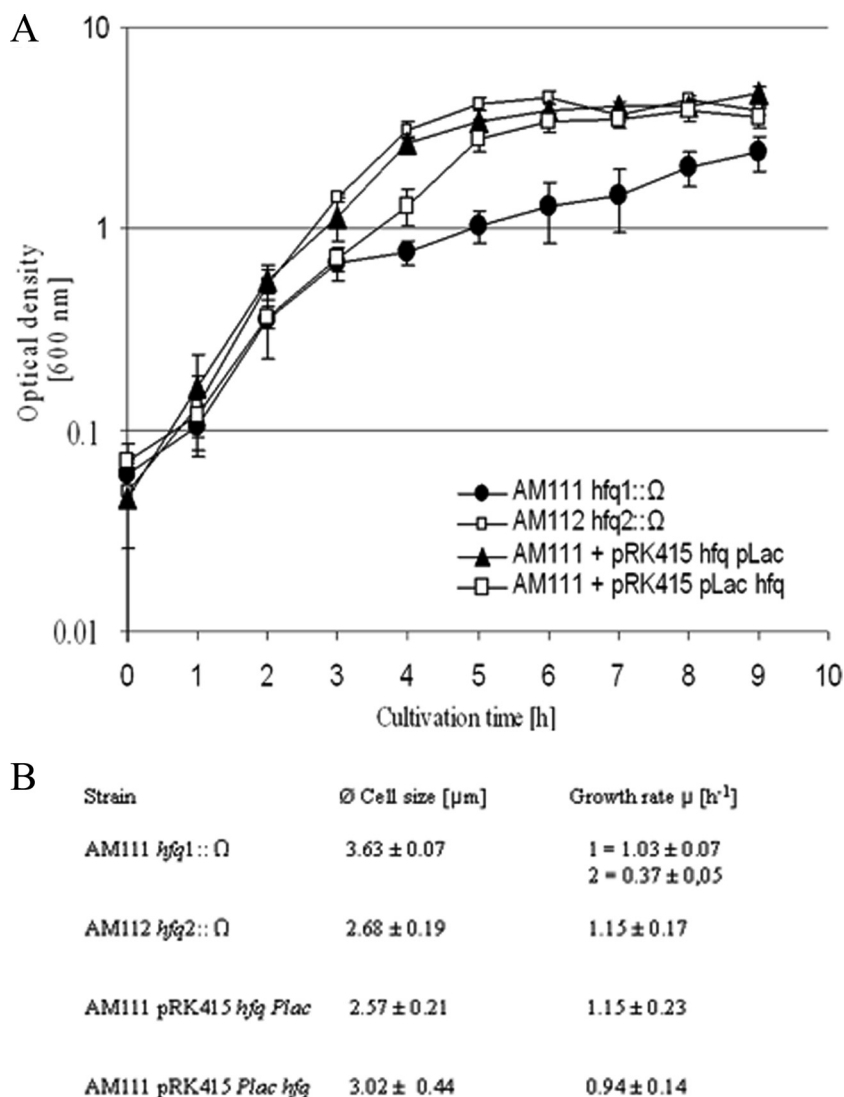 A
10
1
0.1
0.01
Optical density
[600 nm]
AM111 hfq1::Ω
AM112 hfq2::Ω
AM111 + pRK415 hfq pLac
AM111 + pRK415 pLac hfq
0 1 2 3 4 5 6 7 8 9 10
Cultivation time [h]
B
Strain Ø Cell size [µm] Growth rate µ [h-1]
AM111 hfq1:: Ω 3.63 ± 0.07 1 = 1.03 ± 0.07
2 = 0.37 ± 0,05
AM112 hfq2:: Ω 2.68 ± 0.19 1.15 ± 0.17
AM111 pRK415 hfq Plac 2.57 ± 0.21 1.15 ± 0.23
AM111 pRK415 Plac hfq 3.02 ± 0.44 0.94 ± 0.14